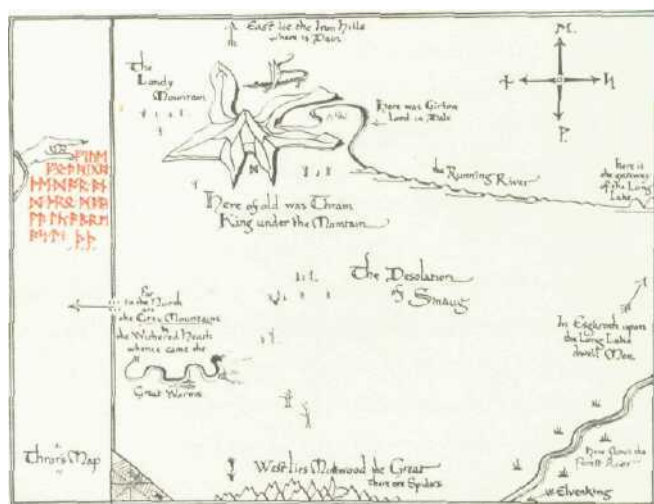 East lie the Iron Hills
where is Dain
The
Lonely
Mountain
Here was Girion
Lord in Dale
the Running River
here is
the
of the Long
Lake
Here of old was Thrain
King under the Mountain
The Desolation
of Smaug
Far
to the North
are
the Grey Mountains
&
the Withered Heath
whence came the
Great Worms
In Esgaroth upon
the Long Lake
dwell Men
Here flows the
Forest River
Elvenking
West lies Mirkwood the Great
there are Spiders
Thror's Map